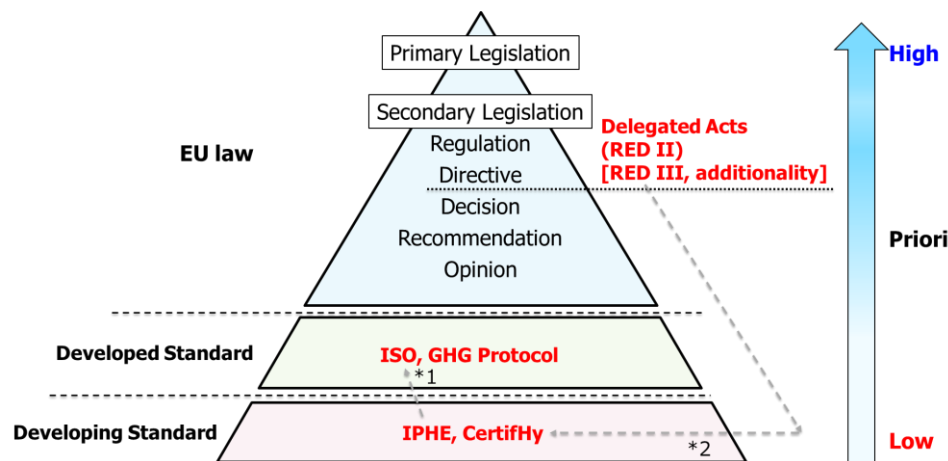 Primary Legislation
High
Secondary Legislation
Delegated Acts
(RED II)
[RED III, additionality]
EU law
Regulation
Directive
Decision
Recommendation
Opinion
Priori
Developed Standard
ISO, GHG Protocol
*1
Developing Standard
IPHE, CertifHy
*2
Low